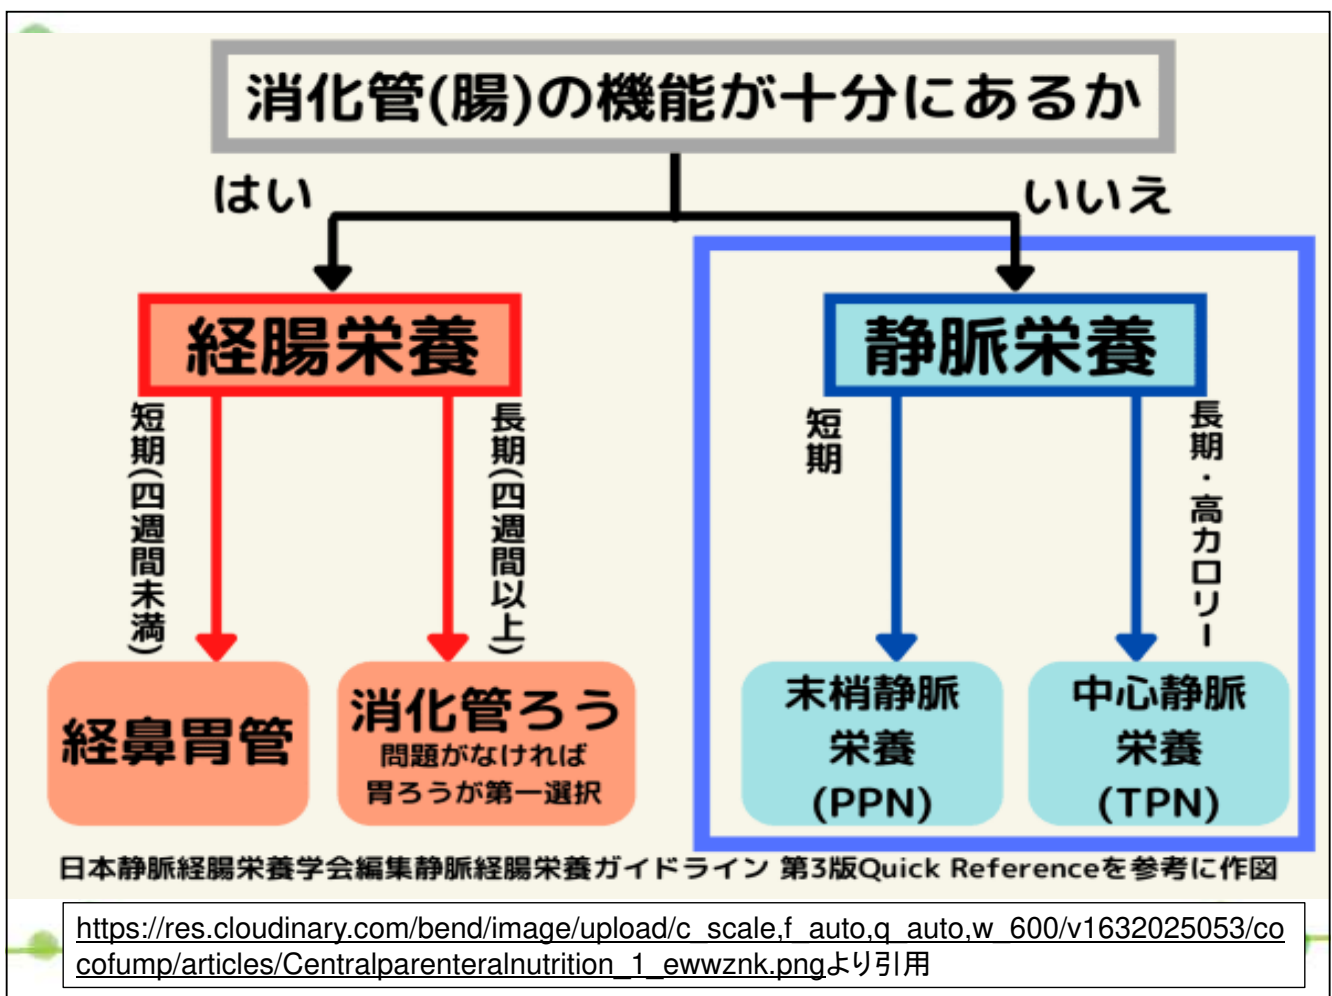 消化管(腸)の機能が十分にあるか
はい
いいえ
経腸栄養
静脈栄養
短期(四週間未満)
長期(四週間以上)
短期
長期・高カロリー
経鼻胃管
消化管ろう
問題がなければ
胃ろうが第一選択
末梢静脈
栄養
(PPN)
中心静脈
栄養
(TPN)
日本静脈経腸栄養学会編集静脈経腸栄養ガイドライン 第3版Quick Referenceを参考に作図
https://res.cloudinary.com/bend/image/upload/c_scale,f_auto,q_auto,w_600/v1632025053/co
cofump/articles/Centralparenteralnutrition_1_ewwznk.pngより引用